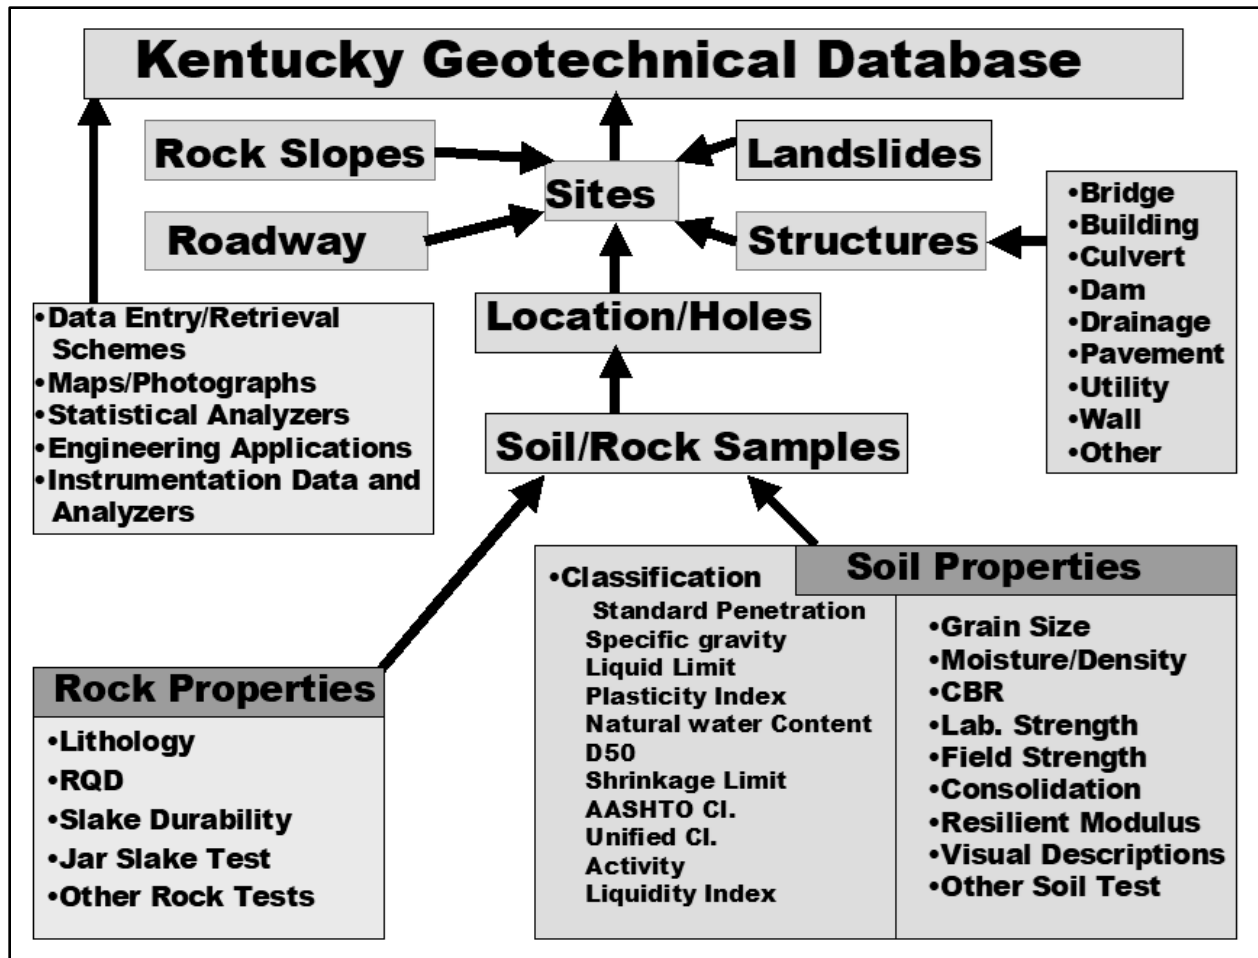 Kentucky Geotechnical Database
Rock Slopes
Landslides
Sites
Roadway
Structures
•Bridge
•Building
•Culvert
•Dam
•Drainage
•Pavement
•Utility
•Wall
•Other
Location/Holes
•Data Entry/Retrieval
Schemes
•Maps/Photographs
•Statistical Analyzers
•Engineering Applications
•Instrumentation Data and
Analyzers
Soil/Rock Samples
Rock Properties
•Lithology
•RQD
•Slake Durability
•Jar Slake Test
•Other Rock Tests
Soil Properties
•Classification
Standard Penetration
Specific gravity
Liquid Limit
Plasticity Index
Natural water Content
D50
Shrinkage Limit
AASHTO Cl.
Unified Cl.
Activity
Liquidity Index
•Grain Size
•Moisture/Density
•CBR
•Lab. Strength
•Field Strength
•Consolidation
•Resilient Modulus
•Visual Descriptions
•Other Soil Test